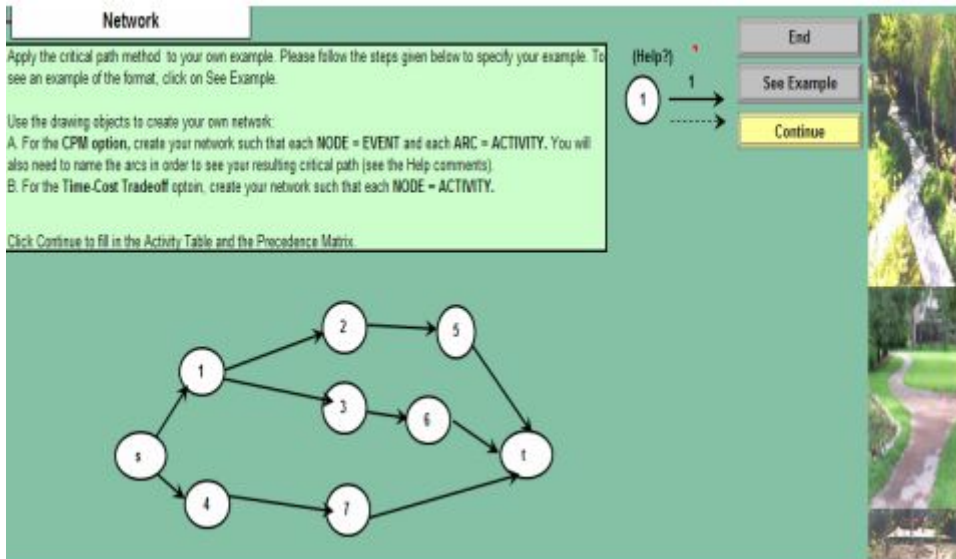 Network
Apply the critical path method to your own example. Please follow the steps given below to specify your example. To
see an example of the format, click on See Example.
Use the drawing objects to create your own network:
A. For the CPM option, create your network such that each NODE = EVENT and each ARC = ACTIVITY. You will
also need to name the arcs in order to see your resulting critical path (see the Help comments).
B. For the Time-Cost Tradeoff optoin, create your network such that each NODE = ACTIVITY.
Click Continue to fill in the Activity Table and the Precedence Matrix.
(Help?)
1
1
End
See Example
Continue
2
5
1
3
6
s
t
4
7